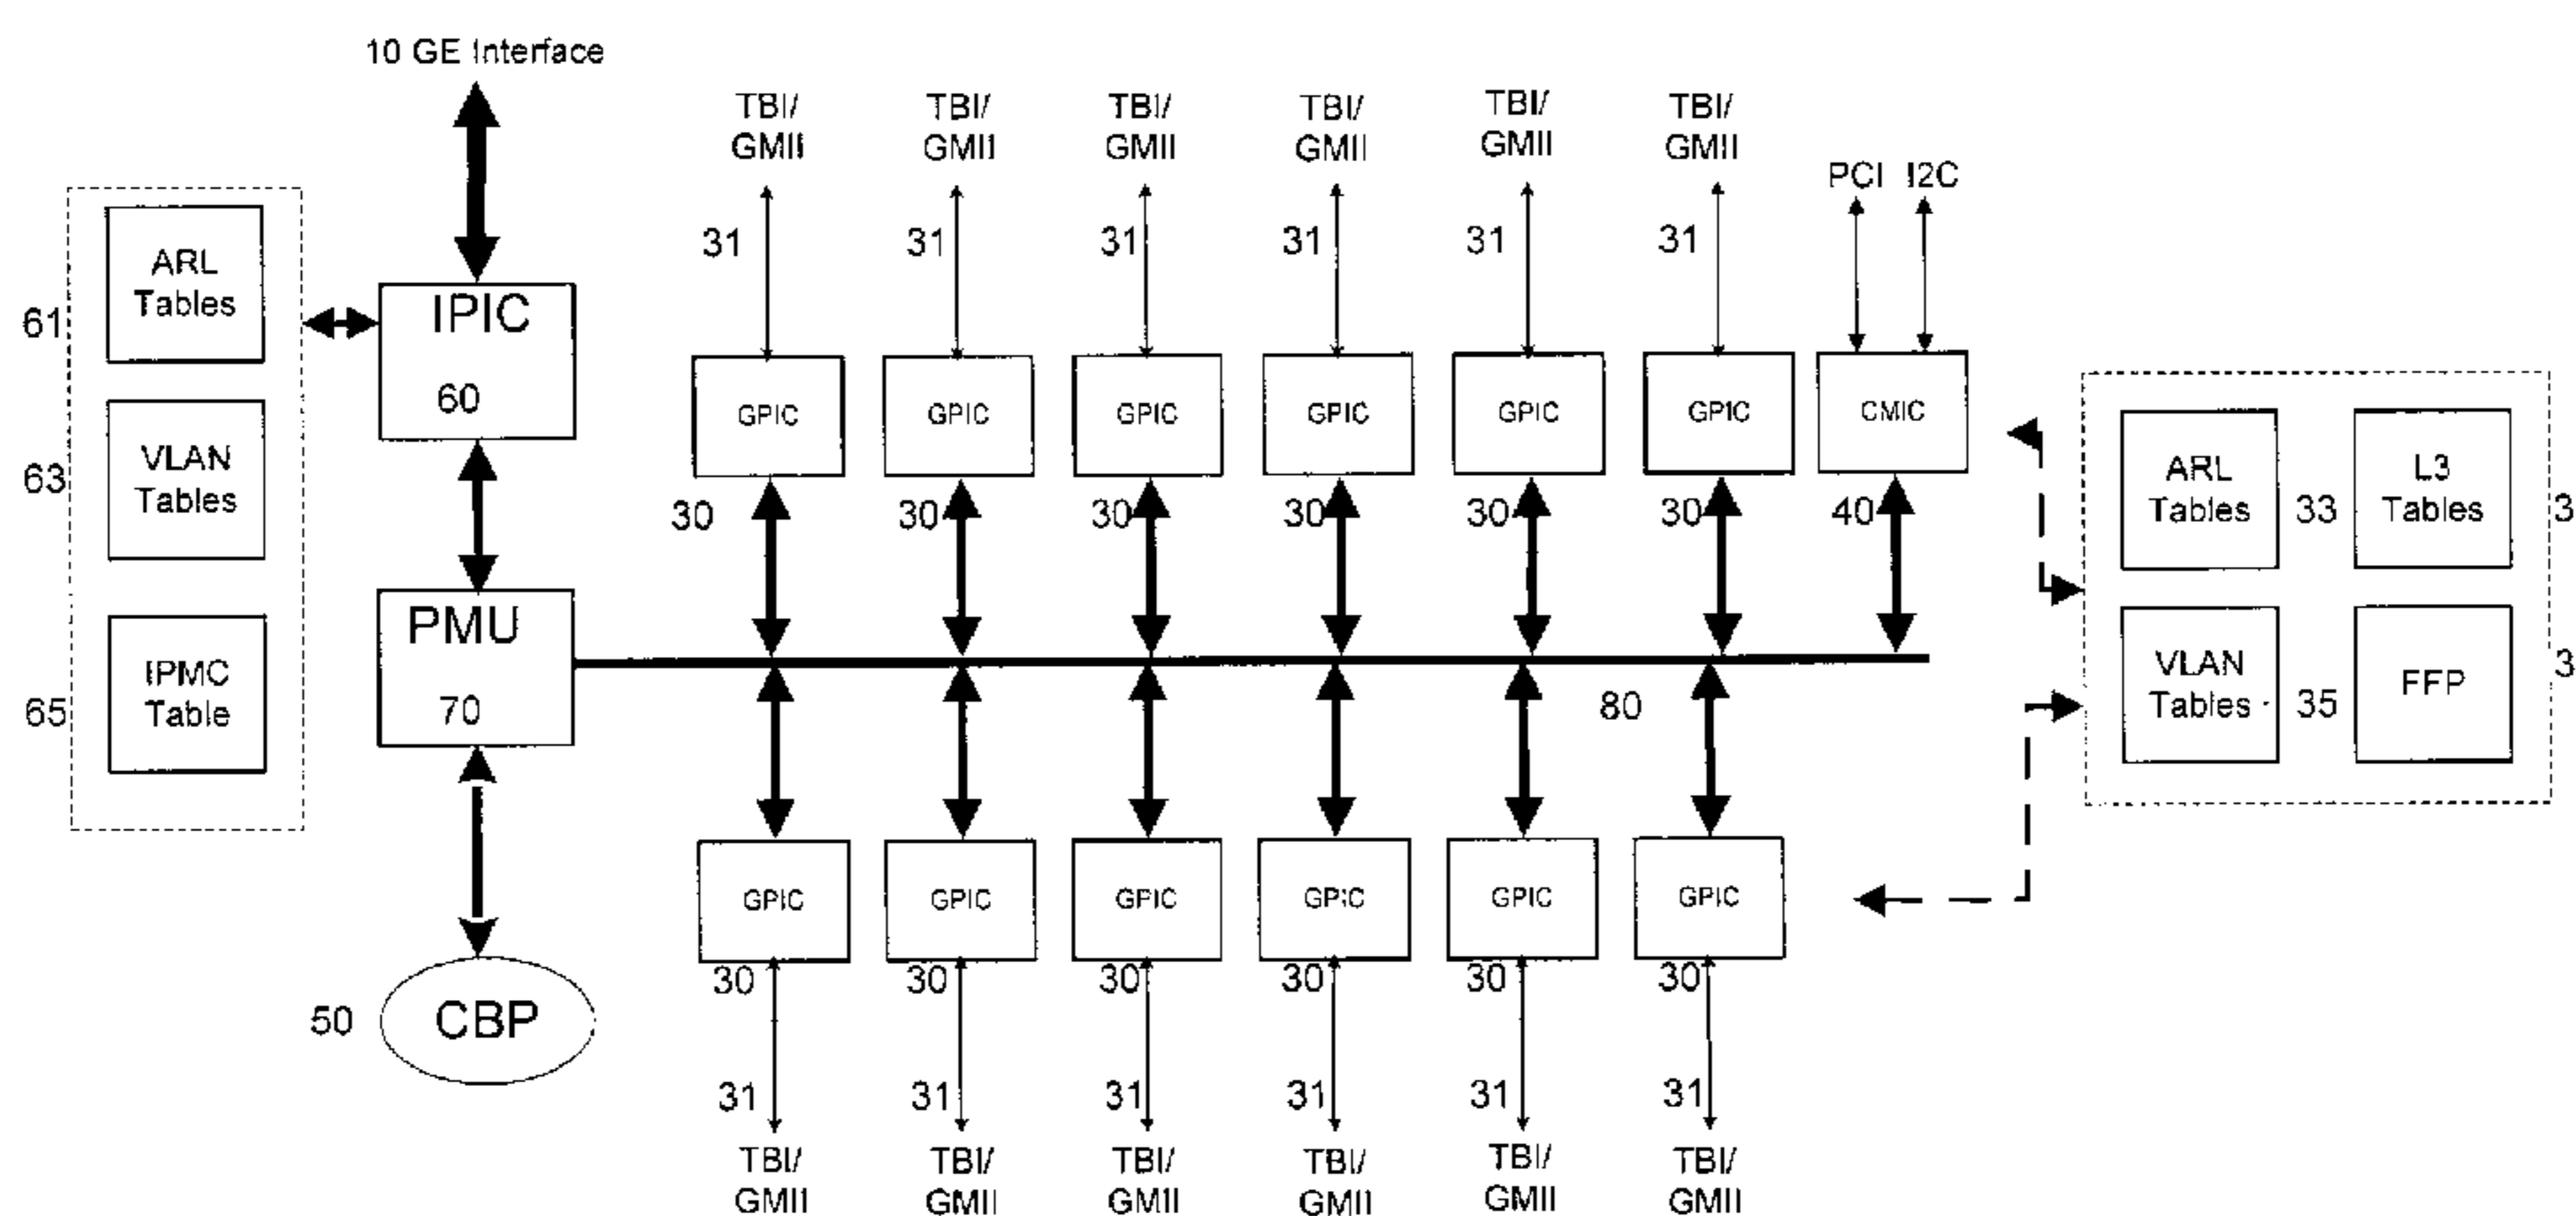 10 GE Interface
TBI/
GMII
TBI/
GMII
TBI/
GMII
TBI/
GMII
TBI/
GMII
TBI/
GMII
PCI I2C
31
31
31
31
31
31
ARL
Tables
61
IPIC
60
VLAN
Tables
63
IPMC
Table
65
GPIC
GPIC
GPIC
GPIC
GPIC
GPIC
CMIC
30
30
30
30
30
30
40
ARL
Tables
33
L3
Tables
3
VLAN
Tables
35
FFP
3
PMU
70
80
GPIC
GPIC
GPIC
GPIC
GPIC
GPIC
30
30
30
30
30
30
50
CBP
31
31
31
31
31
31
TBI/
GMII
TBI/
GMII
TBI/
GMII
TBI/
GMII
TBI/
GMII
TBI/
GMII